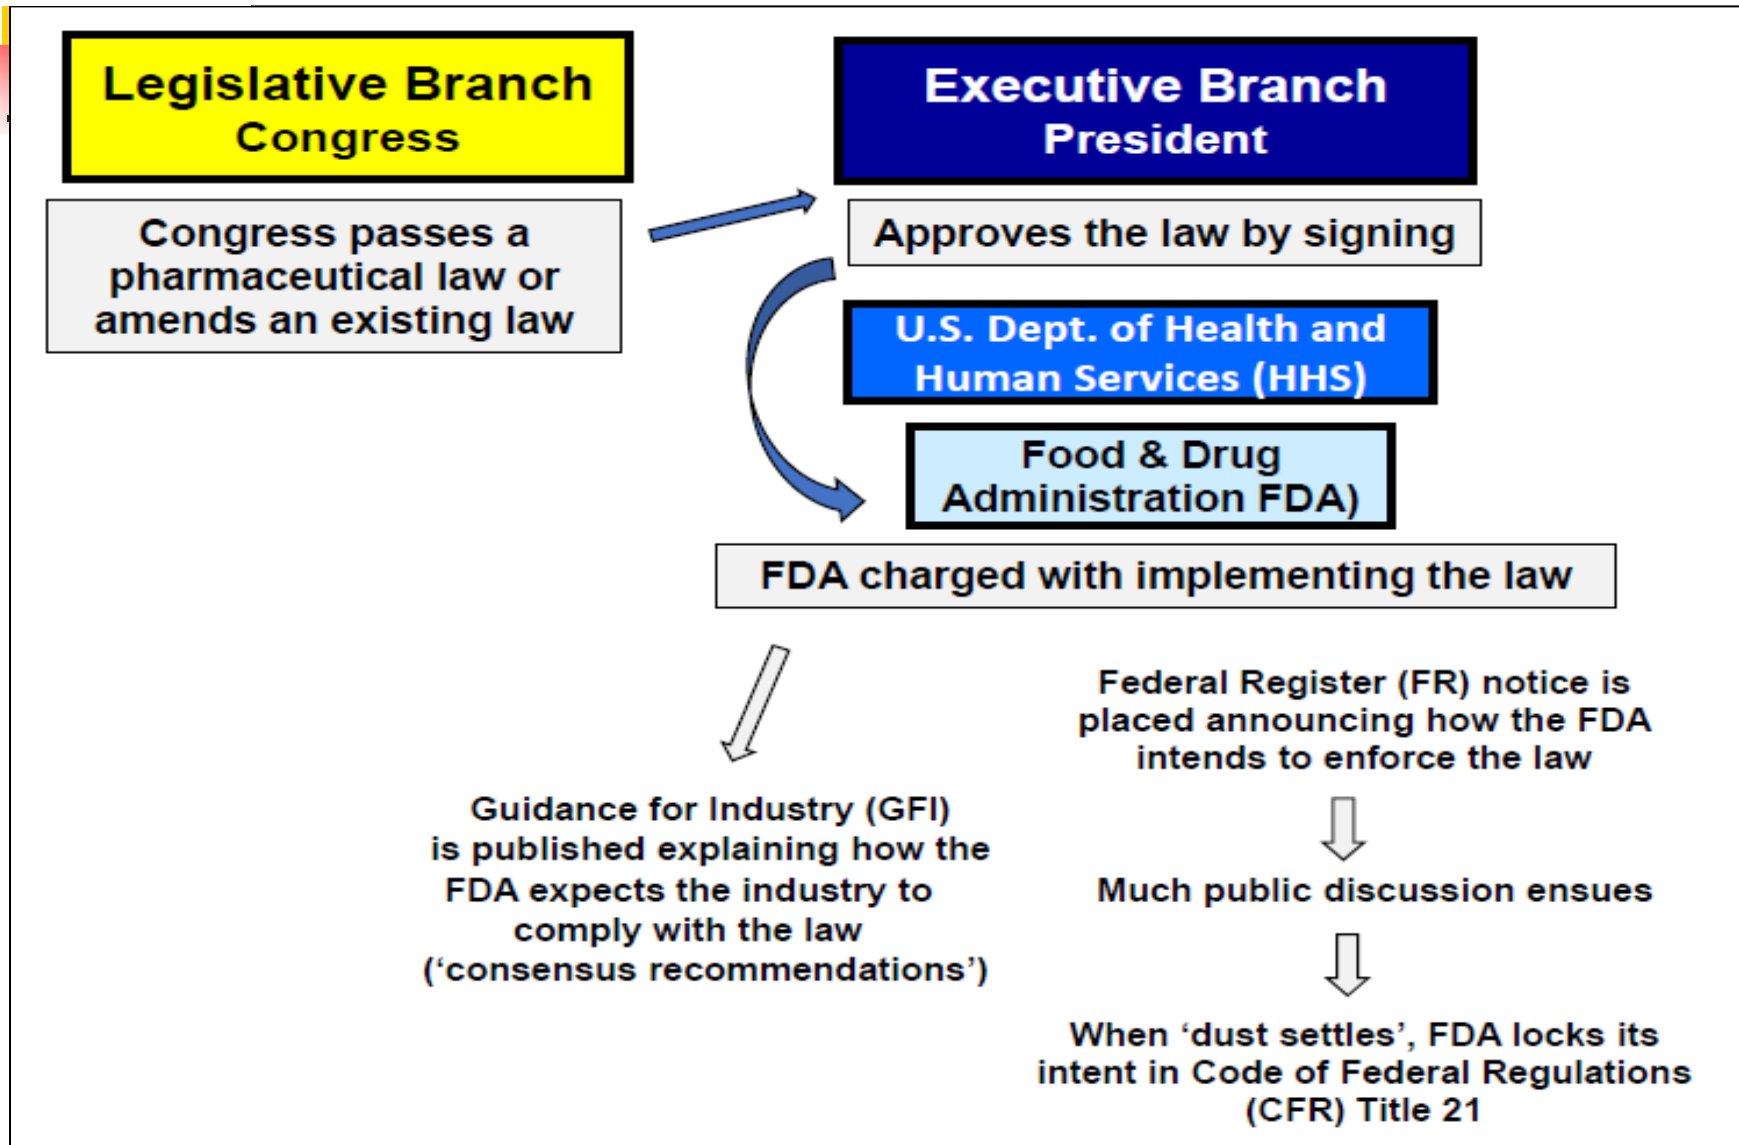 Legislative Branch
Congress
Executive Branch
President
Congress passes a
pharmaceutical law or
amends an existing law
Approves the law by signing
U.S. Dept. of Health and
Human Services (HHS)
Food & Drug
Administration FDA)
FDA charged with implementing the law
Guidance for Industry (GFI)
is published explaining how the
FDA expects the industry to
comply with the law
(‘consensus recommendations’)
Federal Register (FR) notice is
placed announcing how the FDA
intends to enforce the law
Much public discussion ensues
When ‘dust settles’, FDA locks its
intent in Code of Federal Regulations
(CFR) Title 21